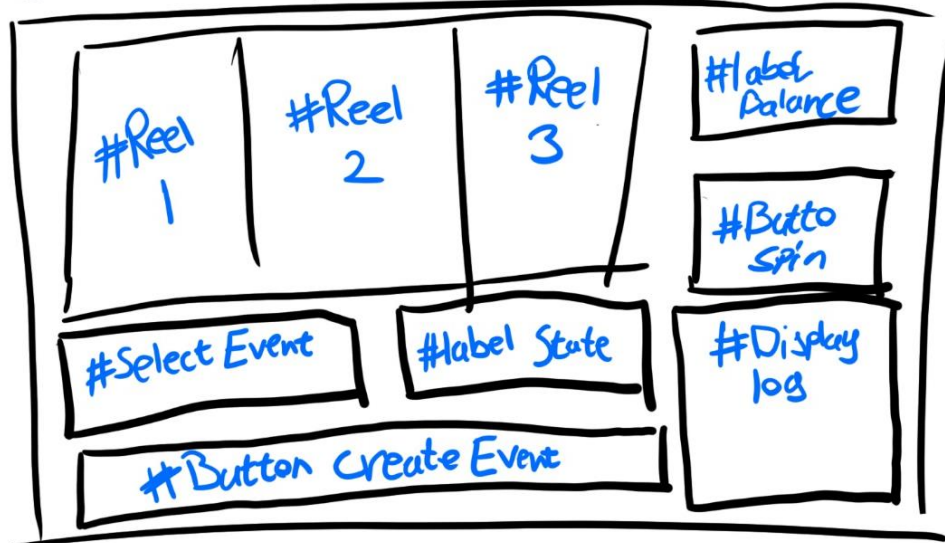 #Reel
1
#Reel
2
#Reel
3
#label
Balance
#Butto
Spin
#Select Event
#label State
#Display
log
#Button Create Event